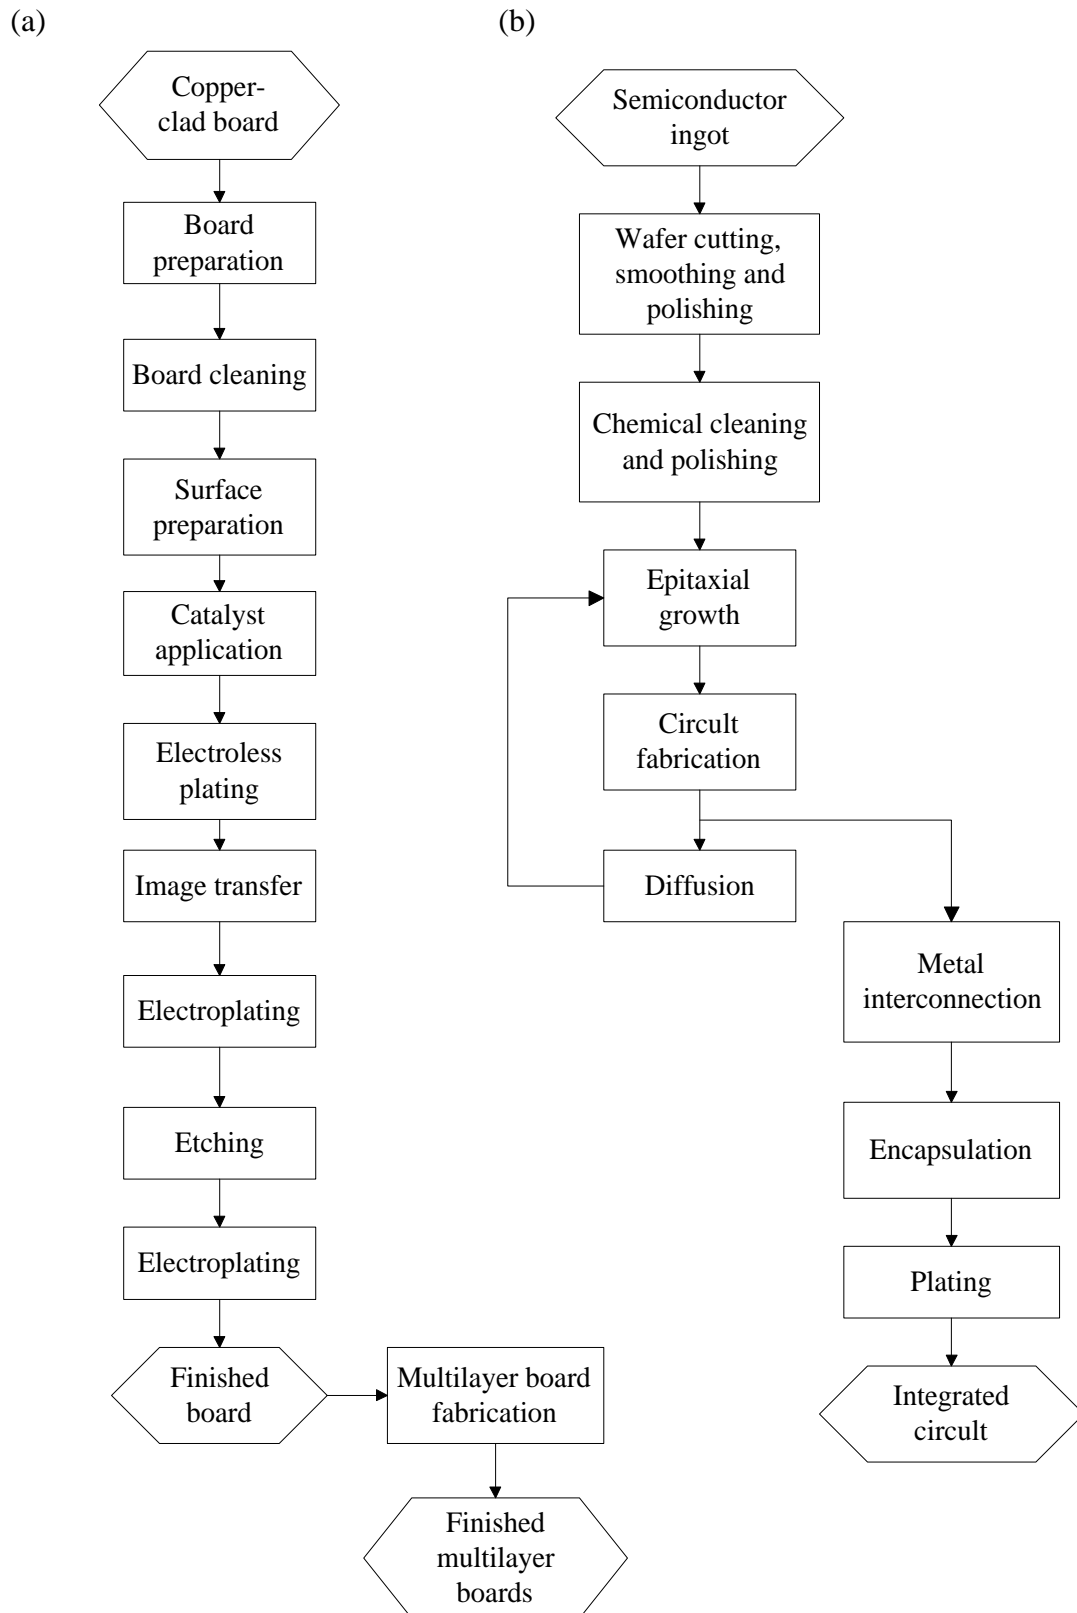 (a)
Copper-
clad board
Board
preparation
Board cleaning
Surface
preparation
Catalyst
application
Electroless
plating
Image transfer
Electroplating
Etching
Electroplating
Finished
board
Multilayer board
fabrication
Finished
multilayer
boards
(b)
Semiconductor
ingot
Wafer cutting,
smoothing and
polishing
Chemical cleaning
and polishing
Epitaxial
growth
Circult
fabrication
Diffusion
Metal
interconnection
Encapsulation
Plating
Integrated
circult